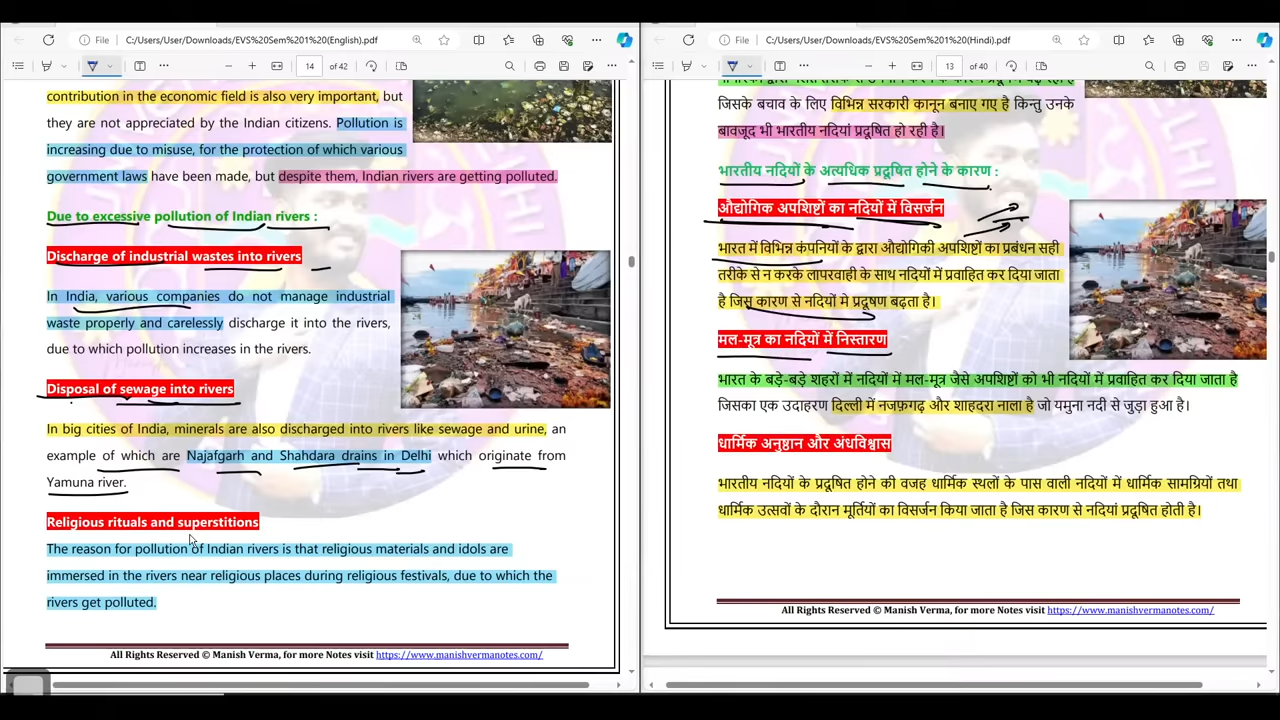 File
C:/Users/User/Downloads/EVS%20Sem%201%20(English).pdf
14 of 42
contribution in the economic field is also very important, but
they are not appreciated by the Indian citizens. Pollution is
increasing due to misuse, for the protection of which various
government laws have been made, but despite them, Indian rivers are getting polluted.
Due to excessive pollution of Indian rivers :
Discharge of industrial wastes into rivers
In India, various companies do not manage industrial
waste properly and carelessly discharge it into the rivers,
due to which pollution increases in the rivers.
Disposal of sewage into rivers
In big cities of India, minerals are also discharged into rivers like sewage and urine, an
example of which are Najafgarh and Shahdara drains in Delhi which originate from
Yamuna river.
Religious rituals and superstitions
The reason for pollution of Indian rivers is that religious materials and idols are
immersed in the rivers near religious places during religious festivals, due to which the
rivers get polluted.
All Rights Reserved © Manish Verma, for more Notes visit https://www.manishvermanotes.com/
File
C:/Users/User/Downloads/EVS%20Sem%201%20(Hindi).pdf
13 of 40
जिसके बचाव के लिए विभिन्न सरकारी कानून बनाए गए है किन्तु उनके
बावजूद भी भारतीय नदियां प्रदूषित हो रही है।
भारतीय नदियों के अत्यधिक प्रदूषित होने के कारण :
औद्योगिक अपशिष्टों का नदियों में विसर्जन
भारत में विभिन्न कंपनियों के द्वारा औद्योगिकी अपशिष्टों का प्रबंधन सही
तरीके से न करके लापरवाही के साथ नदियों में प्रवाहित कर दिया जाता
है जिस कारण से नदियों मे प्रदूषण बढ़ता है।
मल-मूत्र का नदियों में निस्तारण
भारत के बड़े-बड़े शहरों में नदियों में मल-मूत्र जैसे अपशिष्टों को भी नदियों में प्रवाहित कर दिया जाता है
जिसका एक उदाहरण दिल्ली में नजफ़गढ़ और शाहदरा नाला है जो यमुना नदी से जुड़ा हुआ है।
धार्मिक अनुष्ठान और अंधविश्वास
भारतीय नदियों के प्रदूषित होने की वजह धार्मिक स्थलों के पास वाली नदियों में धार्मिक सामग्रियों तथा
धार्मिक उत्सवों के दौरान मूर्तियों का विसर्जन किया जाता है जिस कारण से नदियां प्रदूषित होती है।
All Rights Reserved © Manish Verma, for more Notes visit https://www.manishvermanotes.com/